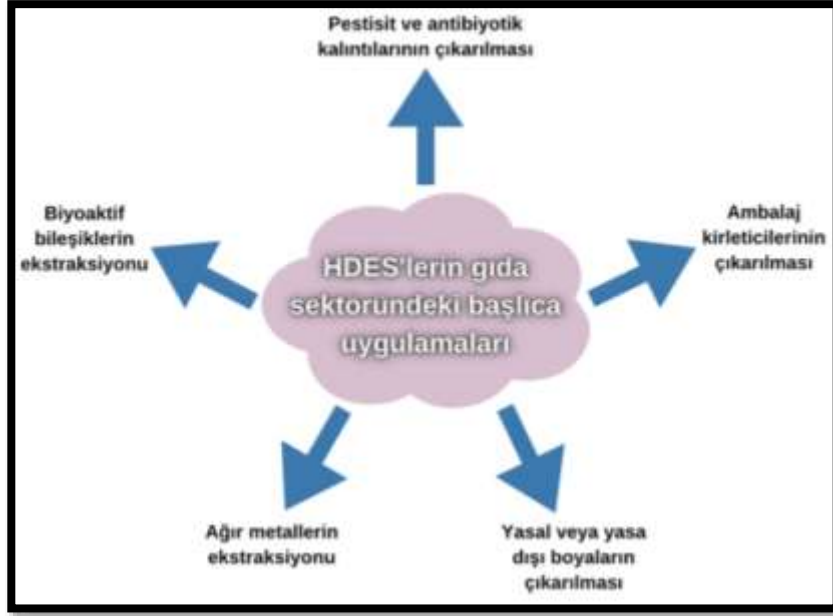 Pestisit ve antibiyotik
kalıntılarının çıkarılması
Biyoaktif
bileşiklerin
ekstraksiyonu
Ambalaj
kirleticilerinin
çıkarılması
HDES'lerin gıda
sektorundeki başlıca
uygulamaları
Ağır metallerin
ekstraksiyonu
Yasal veya yasa
dışı boyaların
çıkarılması